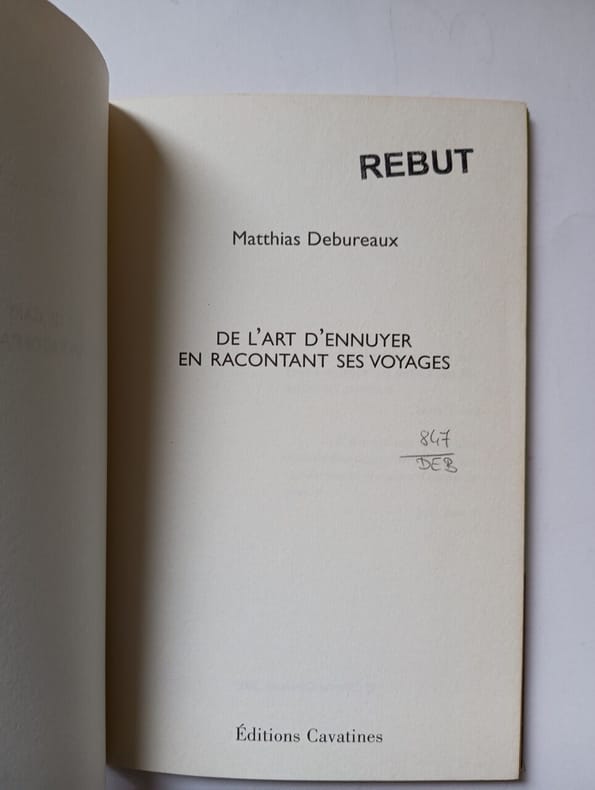 REBUT
Matthias Debureaux
DE L'ART D'ENNUYER
EN RACONTANT SES VOYAGES
847
DEB
Éditions Cavatines